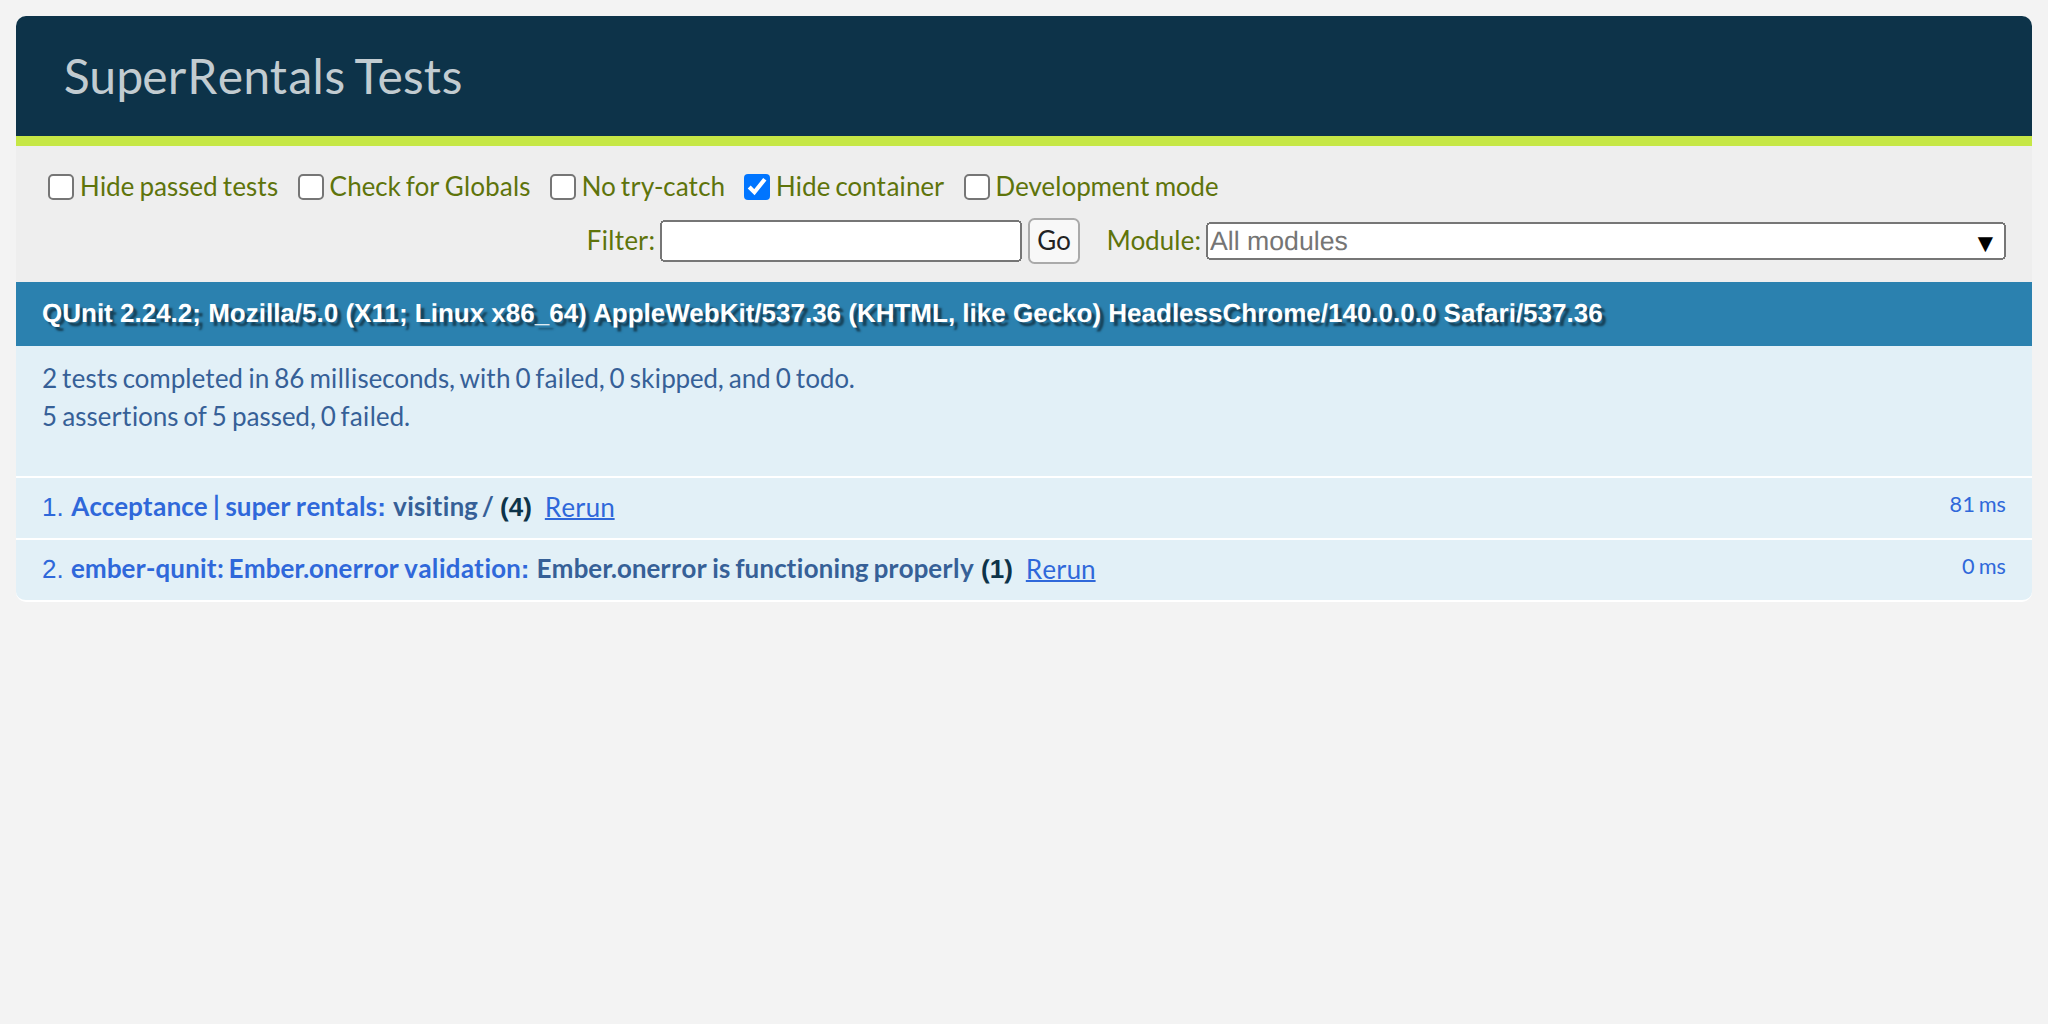 SuperRentals Tests
Hide passed tests Check for Globals No try-catch Hide container Development mode
Filter: Go Module: All modules ▼
QUnit 2.24.2; Mozilla/5.0 (X11; Linux x86_64) AppleWebKit/537.36 (KHTML, like Gecko) HeadlessChrome/140.0.0.0 Safari/537.36
2 tests completed in 86 milliseconds, with 0 failed, 0 skipped, and 0 todo.
5 assertions of 5 passed, 0 failed.
1. Acceptance | super rentals: visiting / (4) Rerun 81 ms
2. ember-qunit: Ember.onerror validation: Ember.onerror is functioning properly (1) Rerun 0 ms